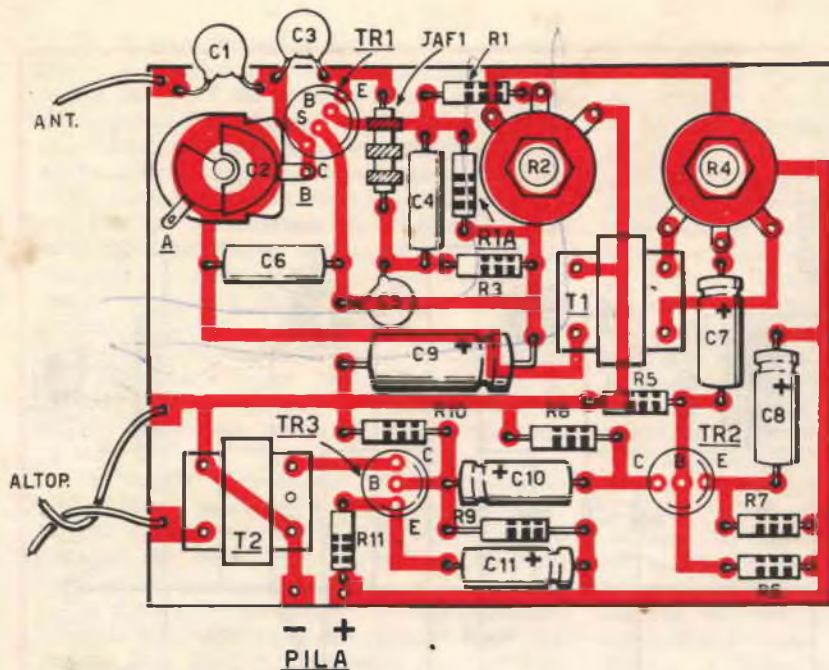 C1
C3
TR1
JAF1
R1
ANT.
B
E
S
C2
C
B
A
C4
R2
R4
R1A
C6
R3
C5
T1
C7
C9
R5
C8
R10
TR3
R6
TR2
C
B
E
C
B
E
ALTOP.
C10
T2
R9
R7
R11
C11
- +
PILA